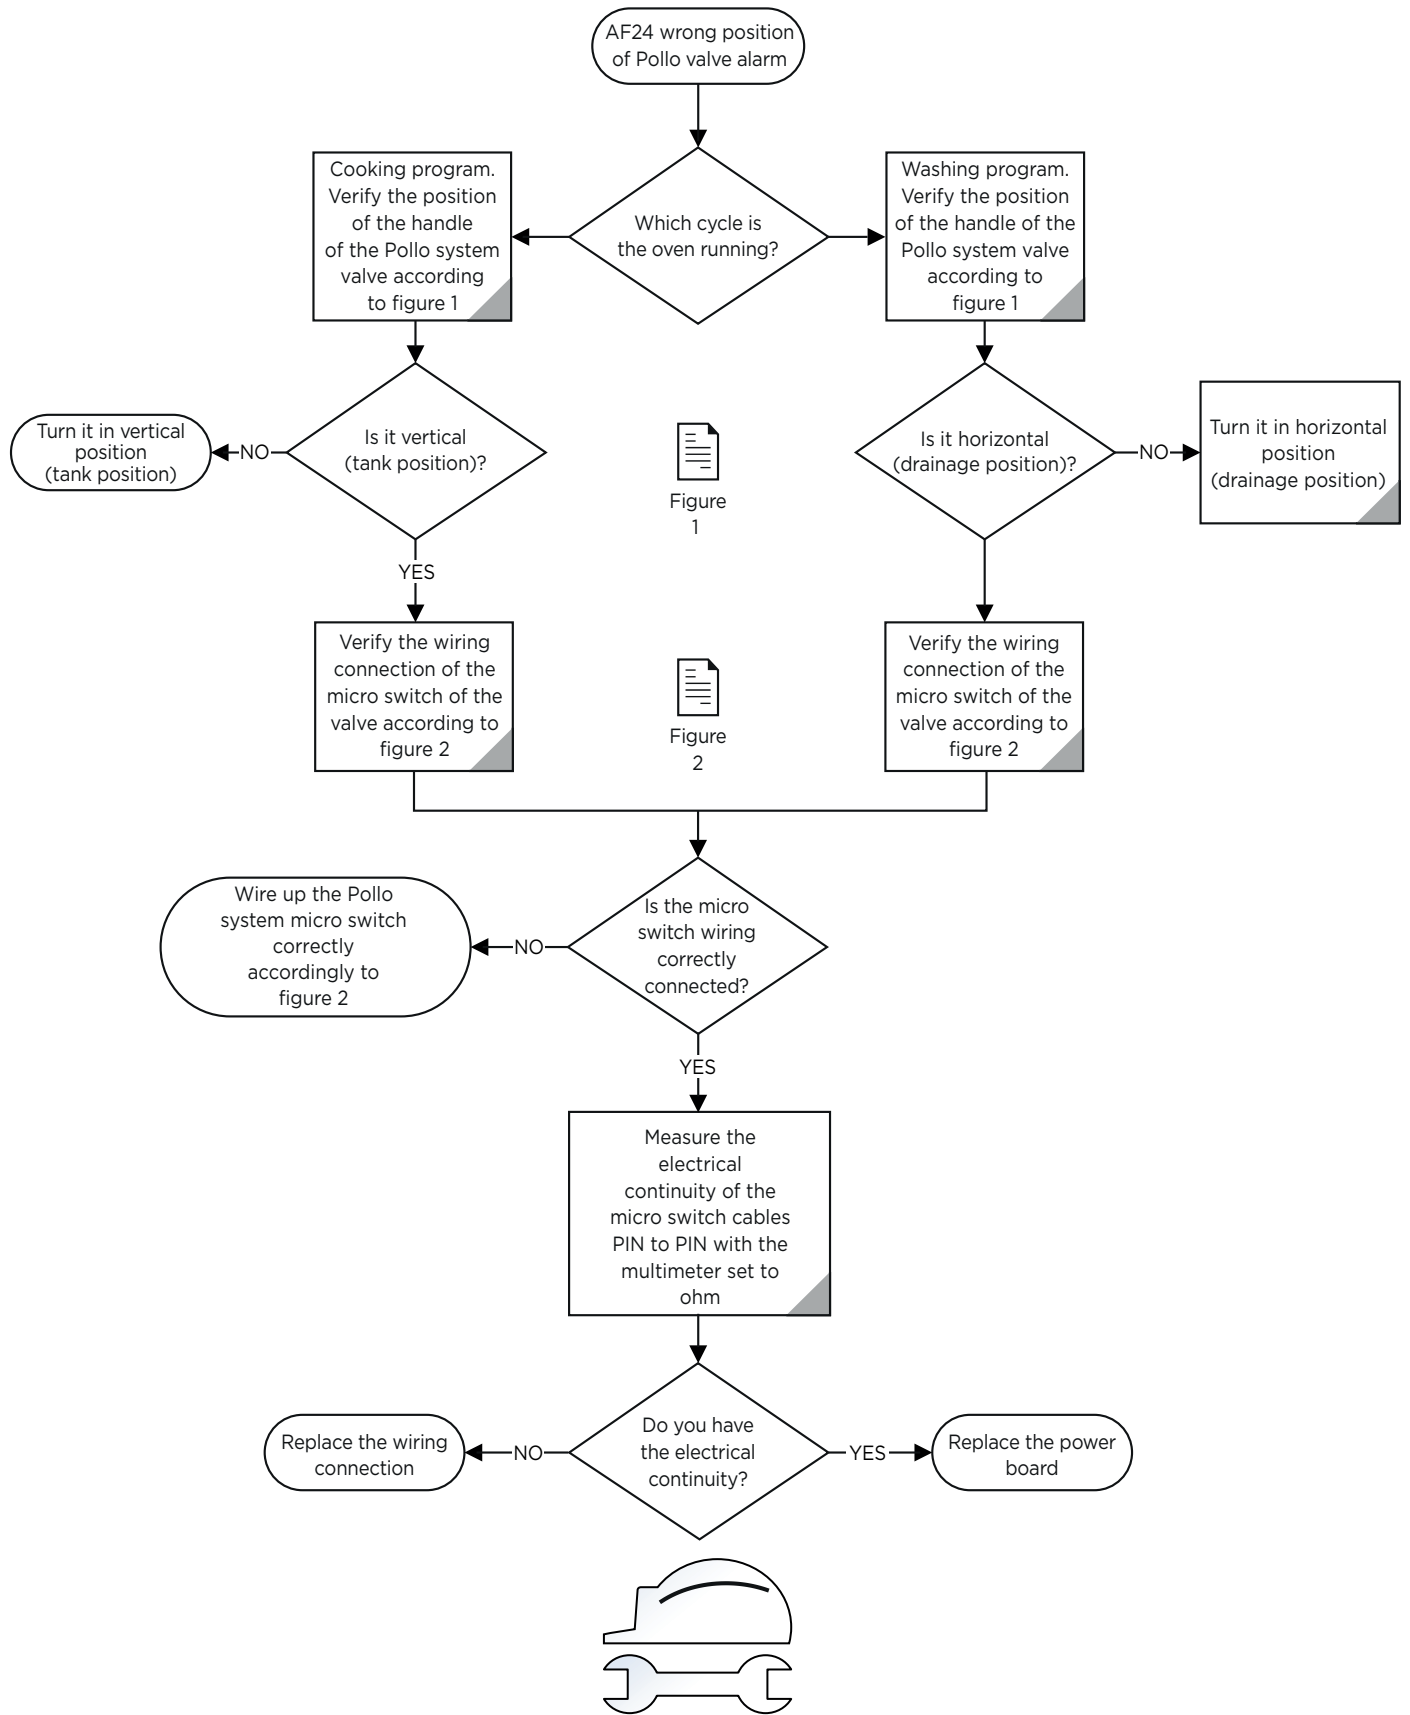 AF24 wrong position
of Pollo valve alarm
Cooking program.
Verify the position
of the handle
of the Pollo system
valve according
to figure 1
Which cycle is
the oven running?
Washing program.
Verify the position
of the handle of the
Pollo system valve
according to
figure 1
Turn it in vertical
position
(tank position)
NO
Is it vertical
(tank position)?
Figure
1
Is it horizontal
(drainage position)?
NO
Turn it in horizontal
position
(drainage position)
YES
Verify the wiring
connection of the
micro switch of the
valve according to
figure 2
Figure
2
Verify the wiring
connection of the
micro switch of the
valve according to
figure 2
Wire up the Pollo
system micro switch
correctly
accordingly to
figure 2
NO
Is the micro
switch wiring
correctly
connected?
YES
Measure the
electrical
continuity of the
micro switch cables
PIN to PIN with the
multimeter set to
ohm
Replace the wiring
connection
NO
Do you have
the electrical
continuity?
YES
Replace the power
board